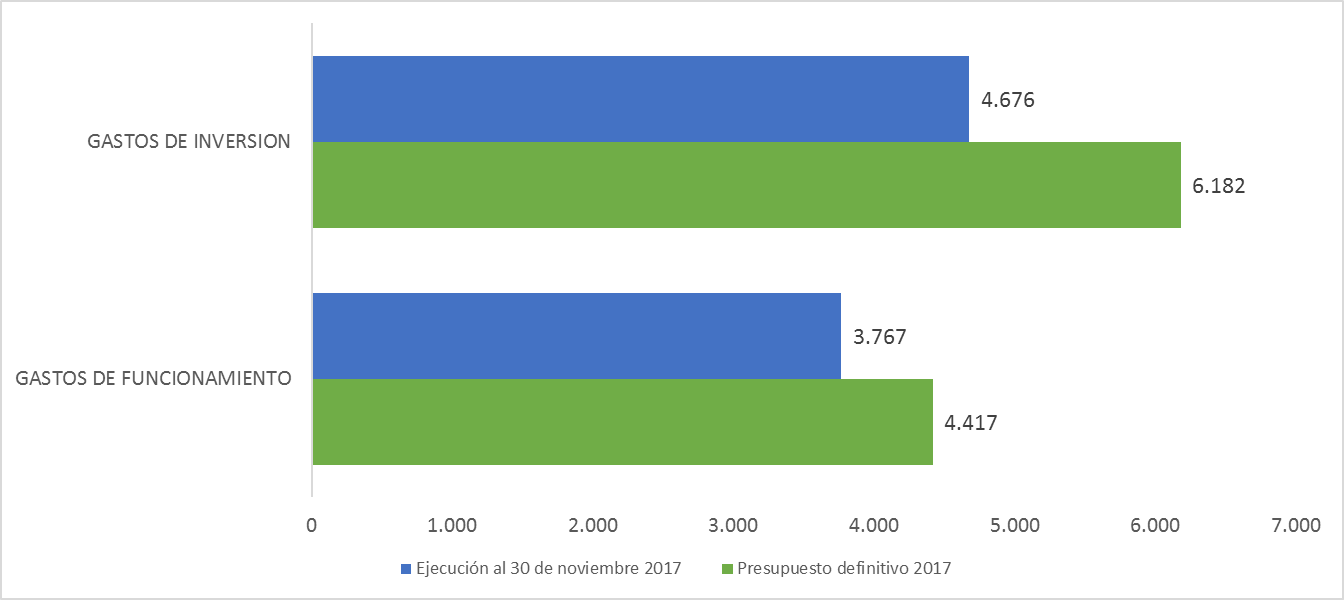 4.676
GASTOS DE INVERSION
6.182
3.767
GASTOS DE FUNCIONAMIENTO
4.417
0 1.000 2.000 3.000 4.000 5.000 6.000 7.000
Ejecución al 30 de noviembre 2017 Presupuesto definitivo 2017